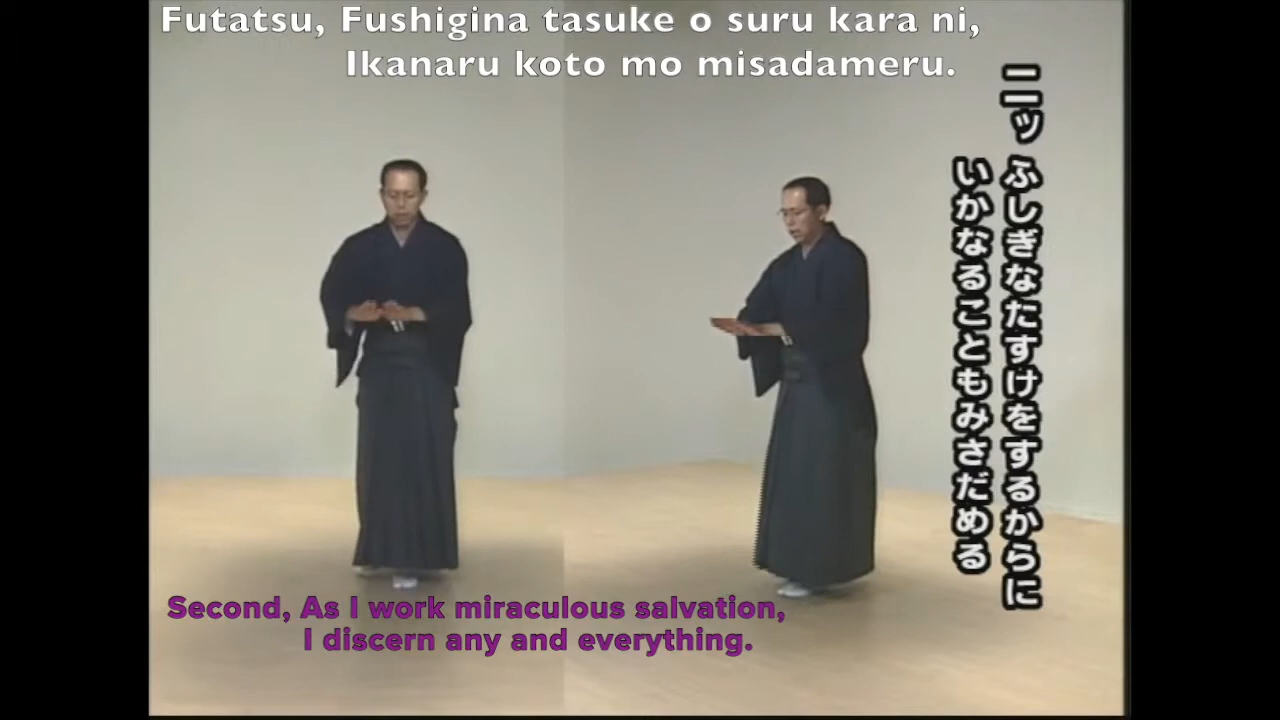 Futatsu, Fushigina tasuke o suru kara ni,
Ikanaru koto mo misadameru.
二ッ ふしぎなたすけをするからに
いかなることもみさだめる
Second, As I work miraculous salvation,
I discern any and everything.